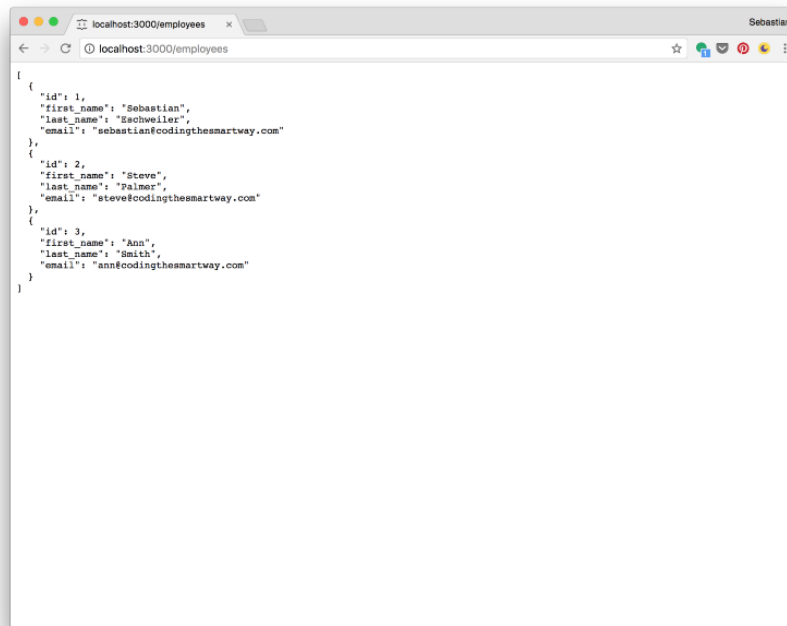 localhost:3000/employees
Sebastian
localhost:3000/employees
1
[
  {
    "id": 1,
    "first_name": "Sebastian",
    "last_name": "Eschweiler",
    "email": "sebastian@codingthesmartway.com"
  },
  {
    "id": 2,
    "first_name": "Steve",
    "last_name": "Palmer",
    "email": "steve@codingthesmartway.com"
  },
  {
    "id": 3,
    "first_name": "Ann",
    "last_name": "Smith",
    "email": "ann@codingthesmartway.com"
  }
]